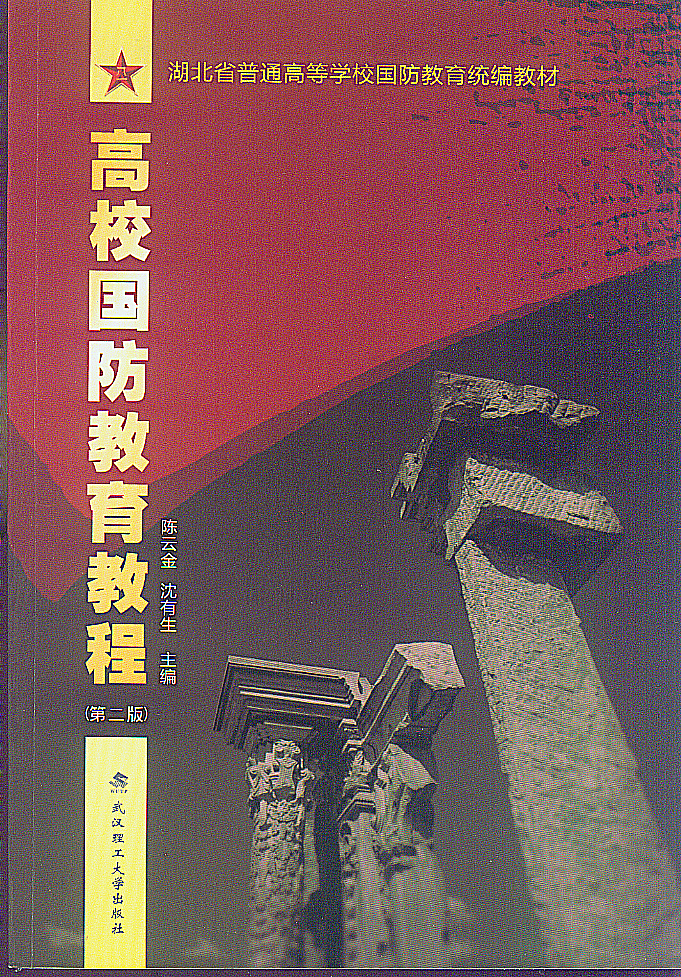 湖北省普通高等学校国防教育统编教材
高校国防教育教程
(第二版)
陈云金 沈有生 主编
WUTP
武汉理工大学出版社